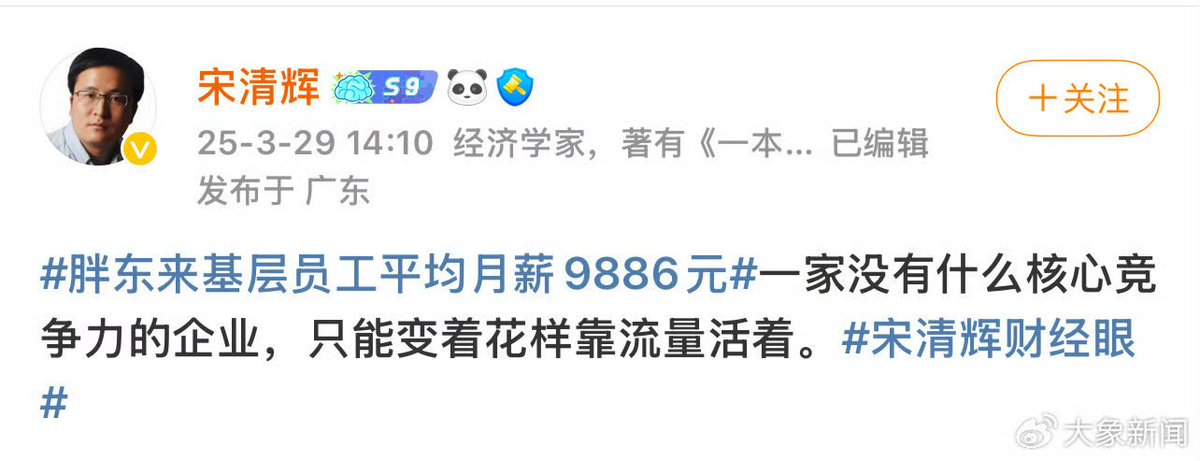 宋清辉 S9
+关注
25-3-29 14:10 经济学家，著有《一本... 已编辑
发布于 广东
#胖东来基层员工平均月薪9886元#一家没有什么核心竞
争力的企业，只能变着花样靠流量活着。#宋清辉财经眼
#
大象新闻